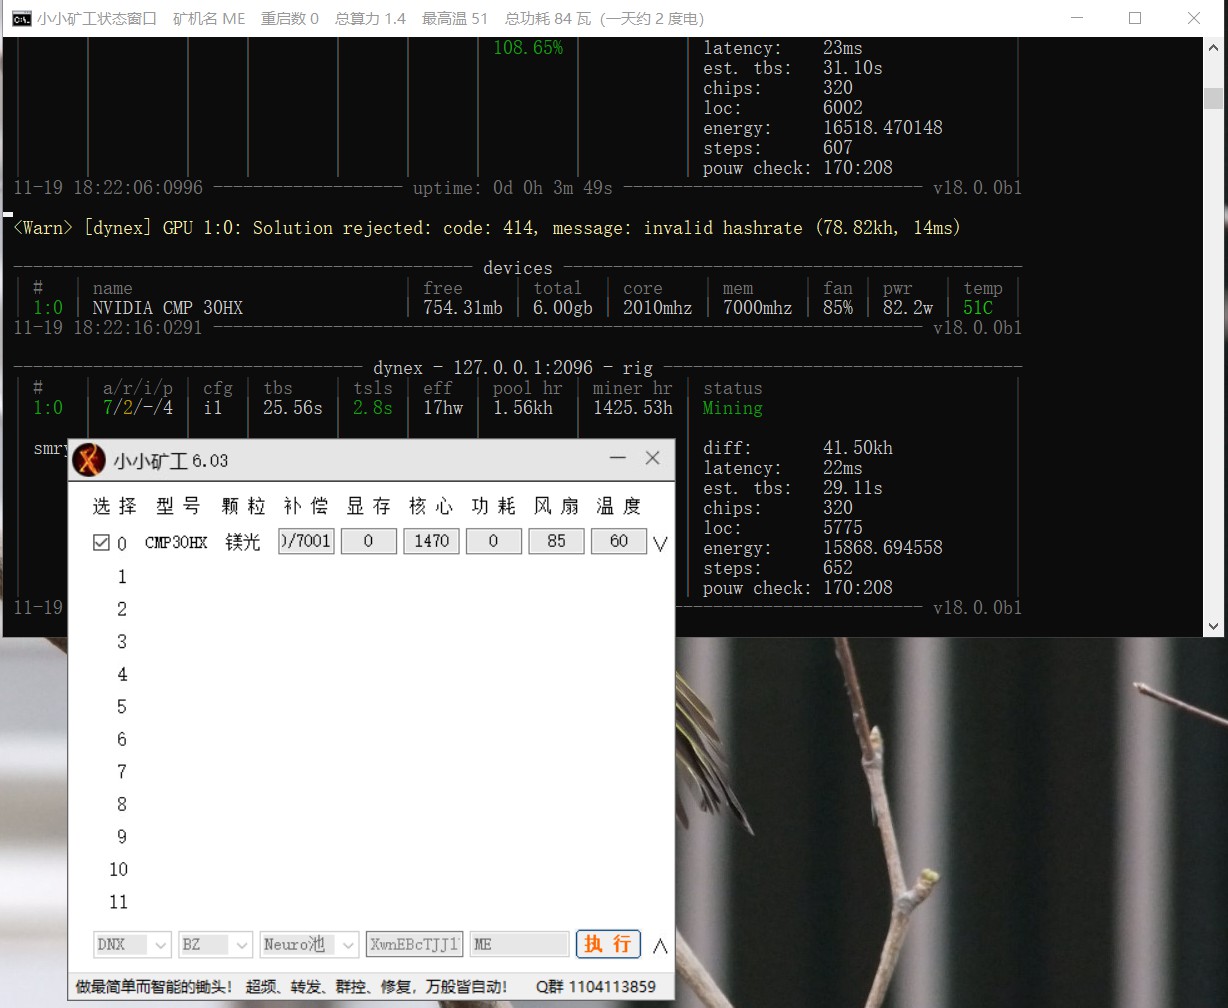 小小矿工状态窗口 矿机名 ME 重启数 0 总算力 1.4 最高温 51 总功耗 84 瓦 (一天约 2 度电)
108.65% latency: 23ms
est. tbs: 31.10s
chips: 320
loc: 6002
energy: 16518.470148
steps: 607
pouw check: 170:208
11-19 18:22:06:0996 uptime: 0d 0h 3m 49s v18.0.0b1
<Warn> [dynex] GPU 1:0: Solution rejected: code: 414, message: invalid hashrate (78.82kh, 14ms)
devices
# name free total core mem fan pwr temp
1:0 NVIDIA CMP 30HX 754.31mb 6.00gb 2010mhz 7000mhz 85% 82.2w 51C
11-19 18:22:16:0291 v18.0.0b1
dynex - 127.0.0.1:2096 - rig
# a/r/i/p cfg tbs tsls eff pool hr miner hr status
1:0 7/2/-/4 i1 25.56s 2.8s 17hw 1.56kh 1425.53h Mining
smry diff: 41.50kh
latency: 22ms
est. tbs: 29.11s
chips: 320
loc: 5775
energy: 15868.694558
steps: 652
pouw check: 170:208
11-19 v18.0.0b1
小小矿工 6.03
选择 型号 颗粒 补偿 显存 核心 功耗 风扇 温度
0 CMP30HX 镁光 )/7001 0 1470 0 85 60
1
2
3
4
5
6
7
8
9
10
11
DNX BZ Neuro池 XwnEBcTJJ1 ME 执行
做最简单而智能的锄头! 超频、转发、群控、修复，万般皆自动! Q群 1104113859